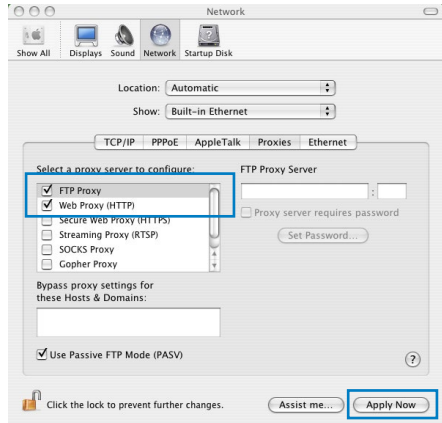 Network
Show All Displays Sound Network Startup Disk
Location: Automatic
Show: Built-in Ethernet
TCP/IP PPPoE AppleTalk Proxies Ethernet
Select a proxy server to configure: FTP Proxy Server
FTP Proxy
:
Web Proxy (HTTP)
Proxy server requires password
Secure Web Proxy (HTTPS)
Streaming Proxy (RTSP) Set Password...
SOCKS Proxy
Gopher Proxy
Bypass proxy settings for
these Hosts & Domains:
Use Passive FTP Mode (PASV)
?
Click the lock to prevent further changes. Assist me... Apply Now